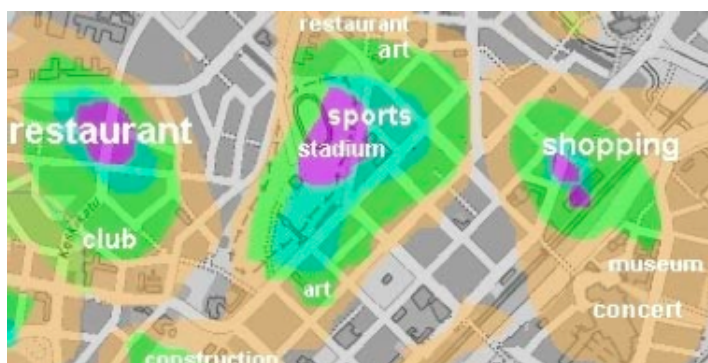 restaurant
art
sports
restaurant
stadium
shopping
club
museum
art
concert
construction